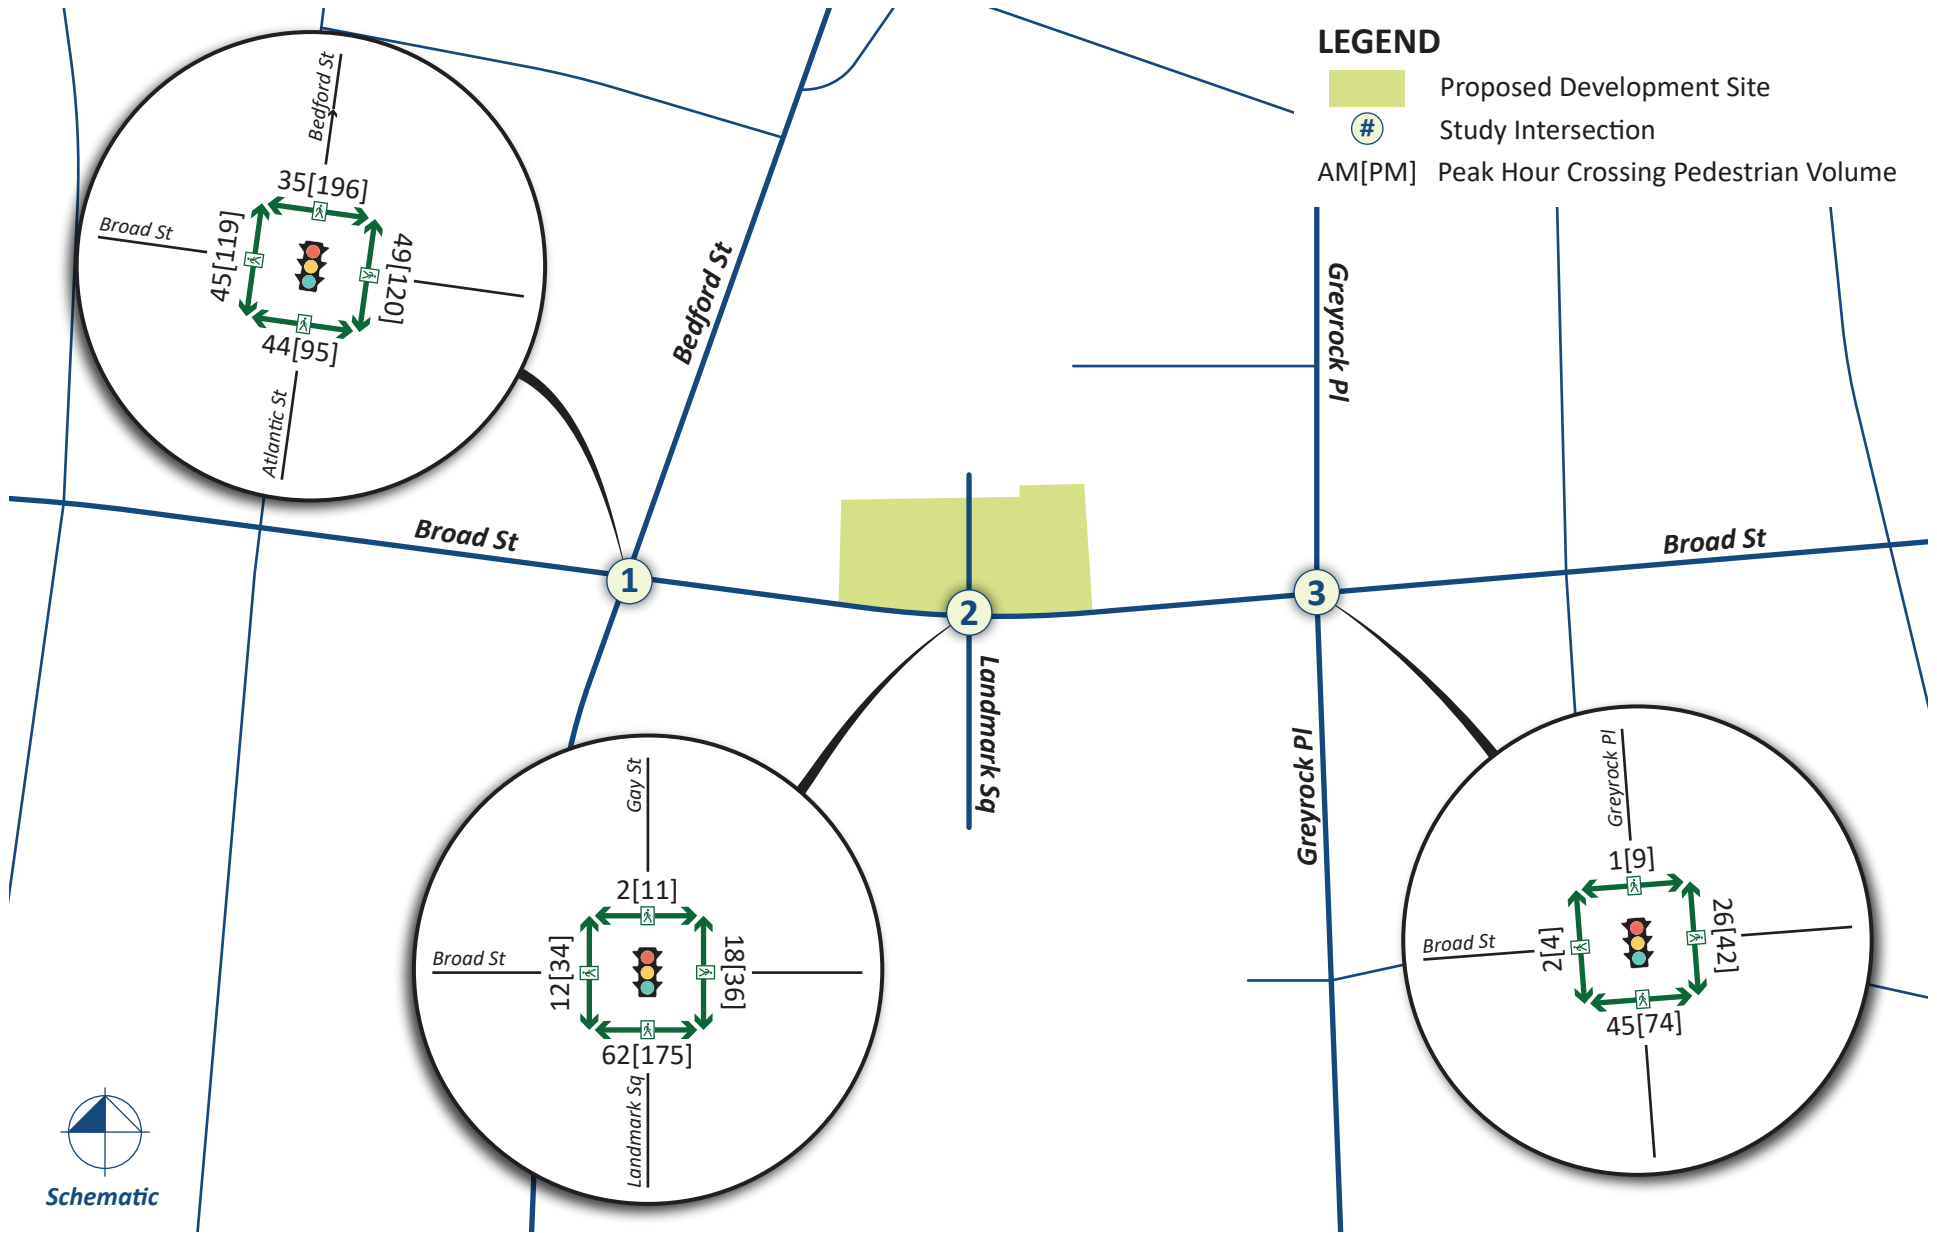 LEGEND
Proposed Development Site
# Study Intersection
AM[PM] Peak Hour Crossing Pedestrian Volume
Bedford St
35[196]
Broad St
45[119]
49[120]
44[95]
Atlantic St
Bedford St
Greyrock Pl
Broad St
Broad St
1
2
3
Landmark Sq
Greyrock Pl
Gay St
2[11]
Broad St
12[34]
18[36]
62[175]
Landmark Sq
Greyrock Pl
1[9]
Broad St
2[4]
26[42]
45[74]
Schematic